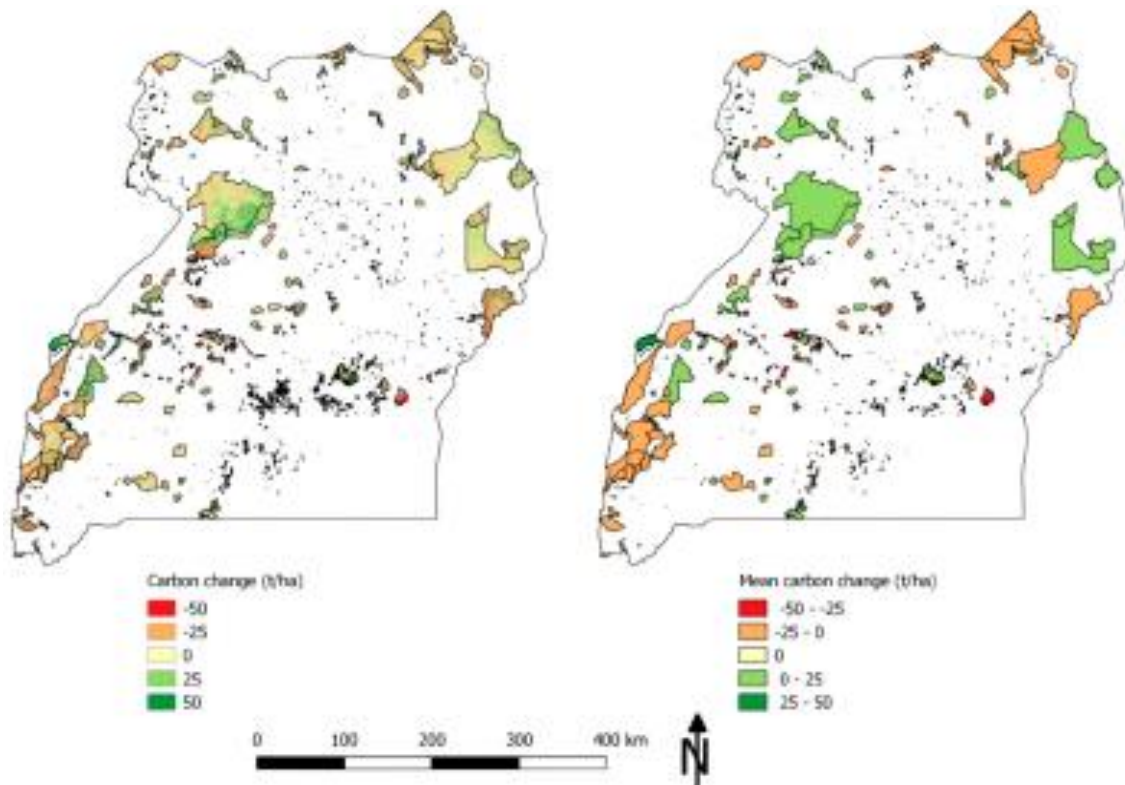 Carbon change (t/ha)
-50
-25
0
25
50
Mean carbon change (t/ha)
-50 - -25
-25 - 0
0
0 - 25
25 - 50
0 100 200 300 400 km
N